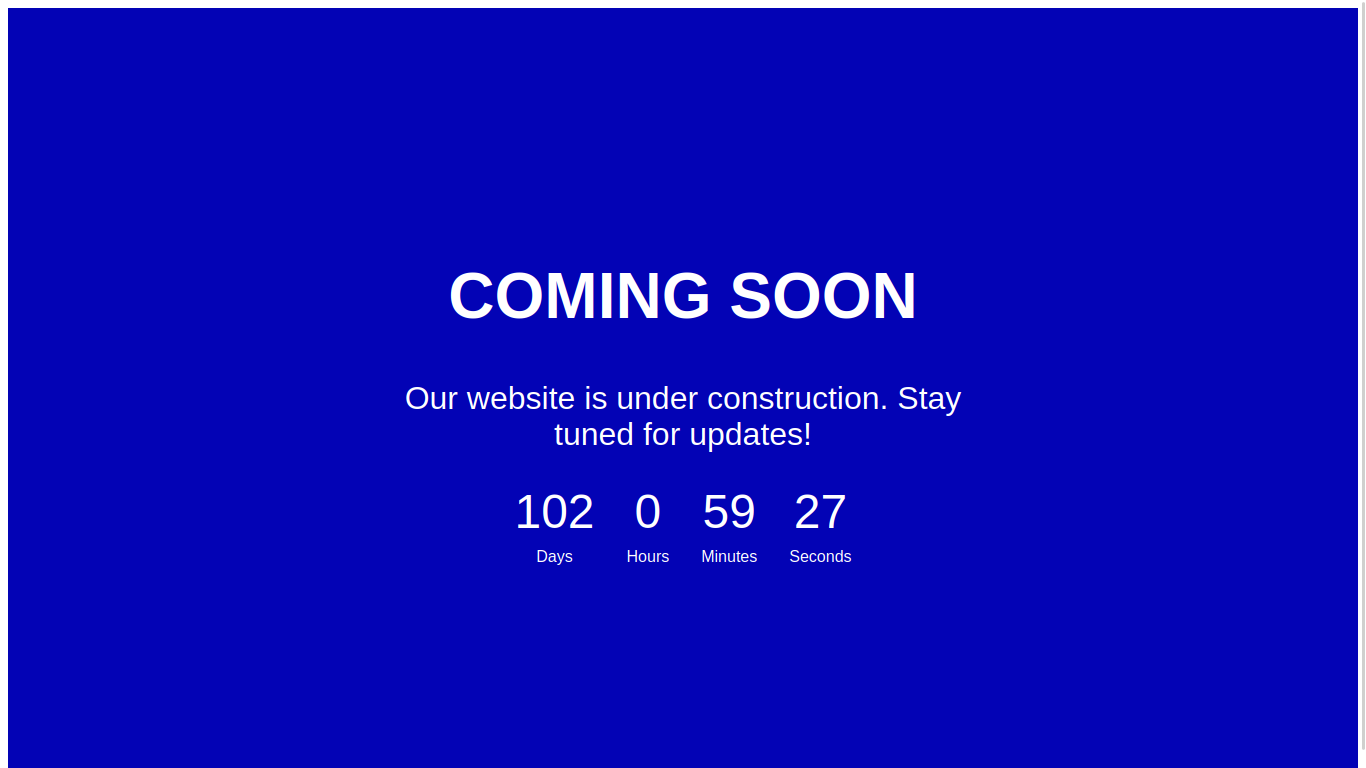 COMING SOON
Our website is under construction. Stay
tuned for updates!
102 0 59 27
Days Hours Minutes Seconds